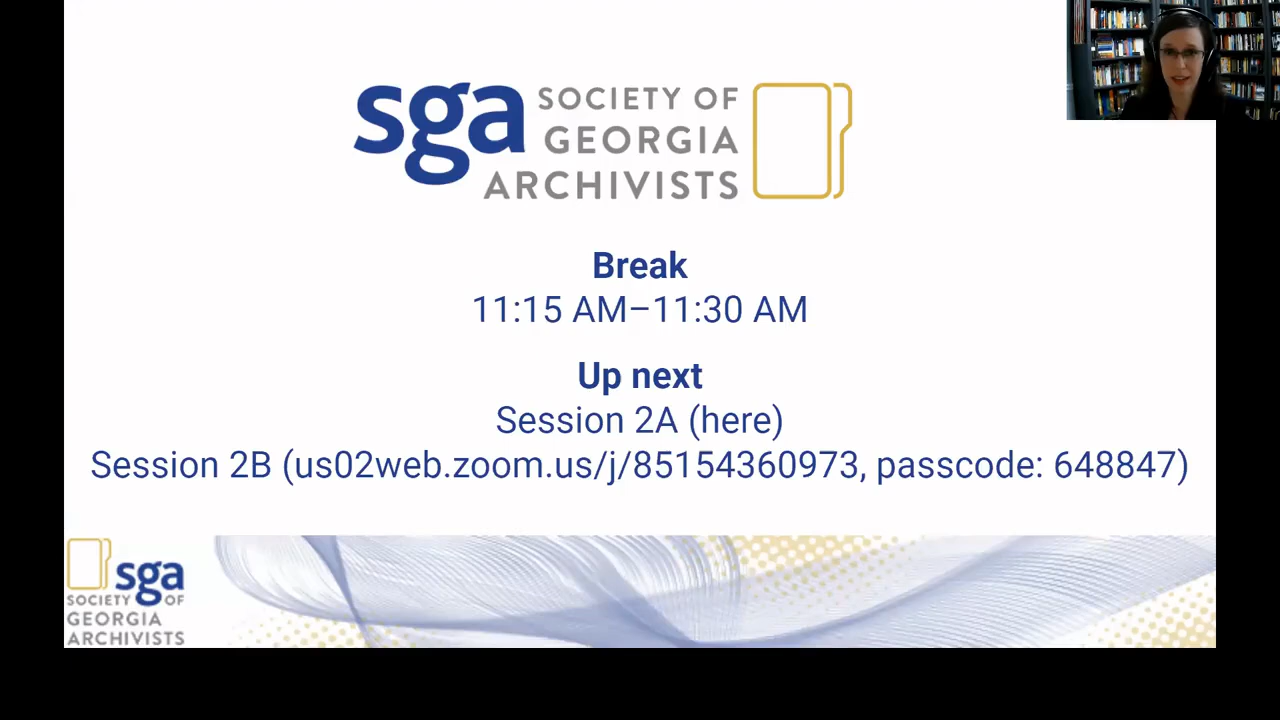 sga SOCIETY OF
GEORGIA
ARCHIVISTS
Break
11:15 AM–11:30 AM
Up next
Session 2A (here)
Session 2B (us02web.zoom.us/j/85154360973, passcode: 648847)
sga
SOCIETY OF
GEORGIA
ARCHIVISTS